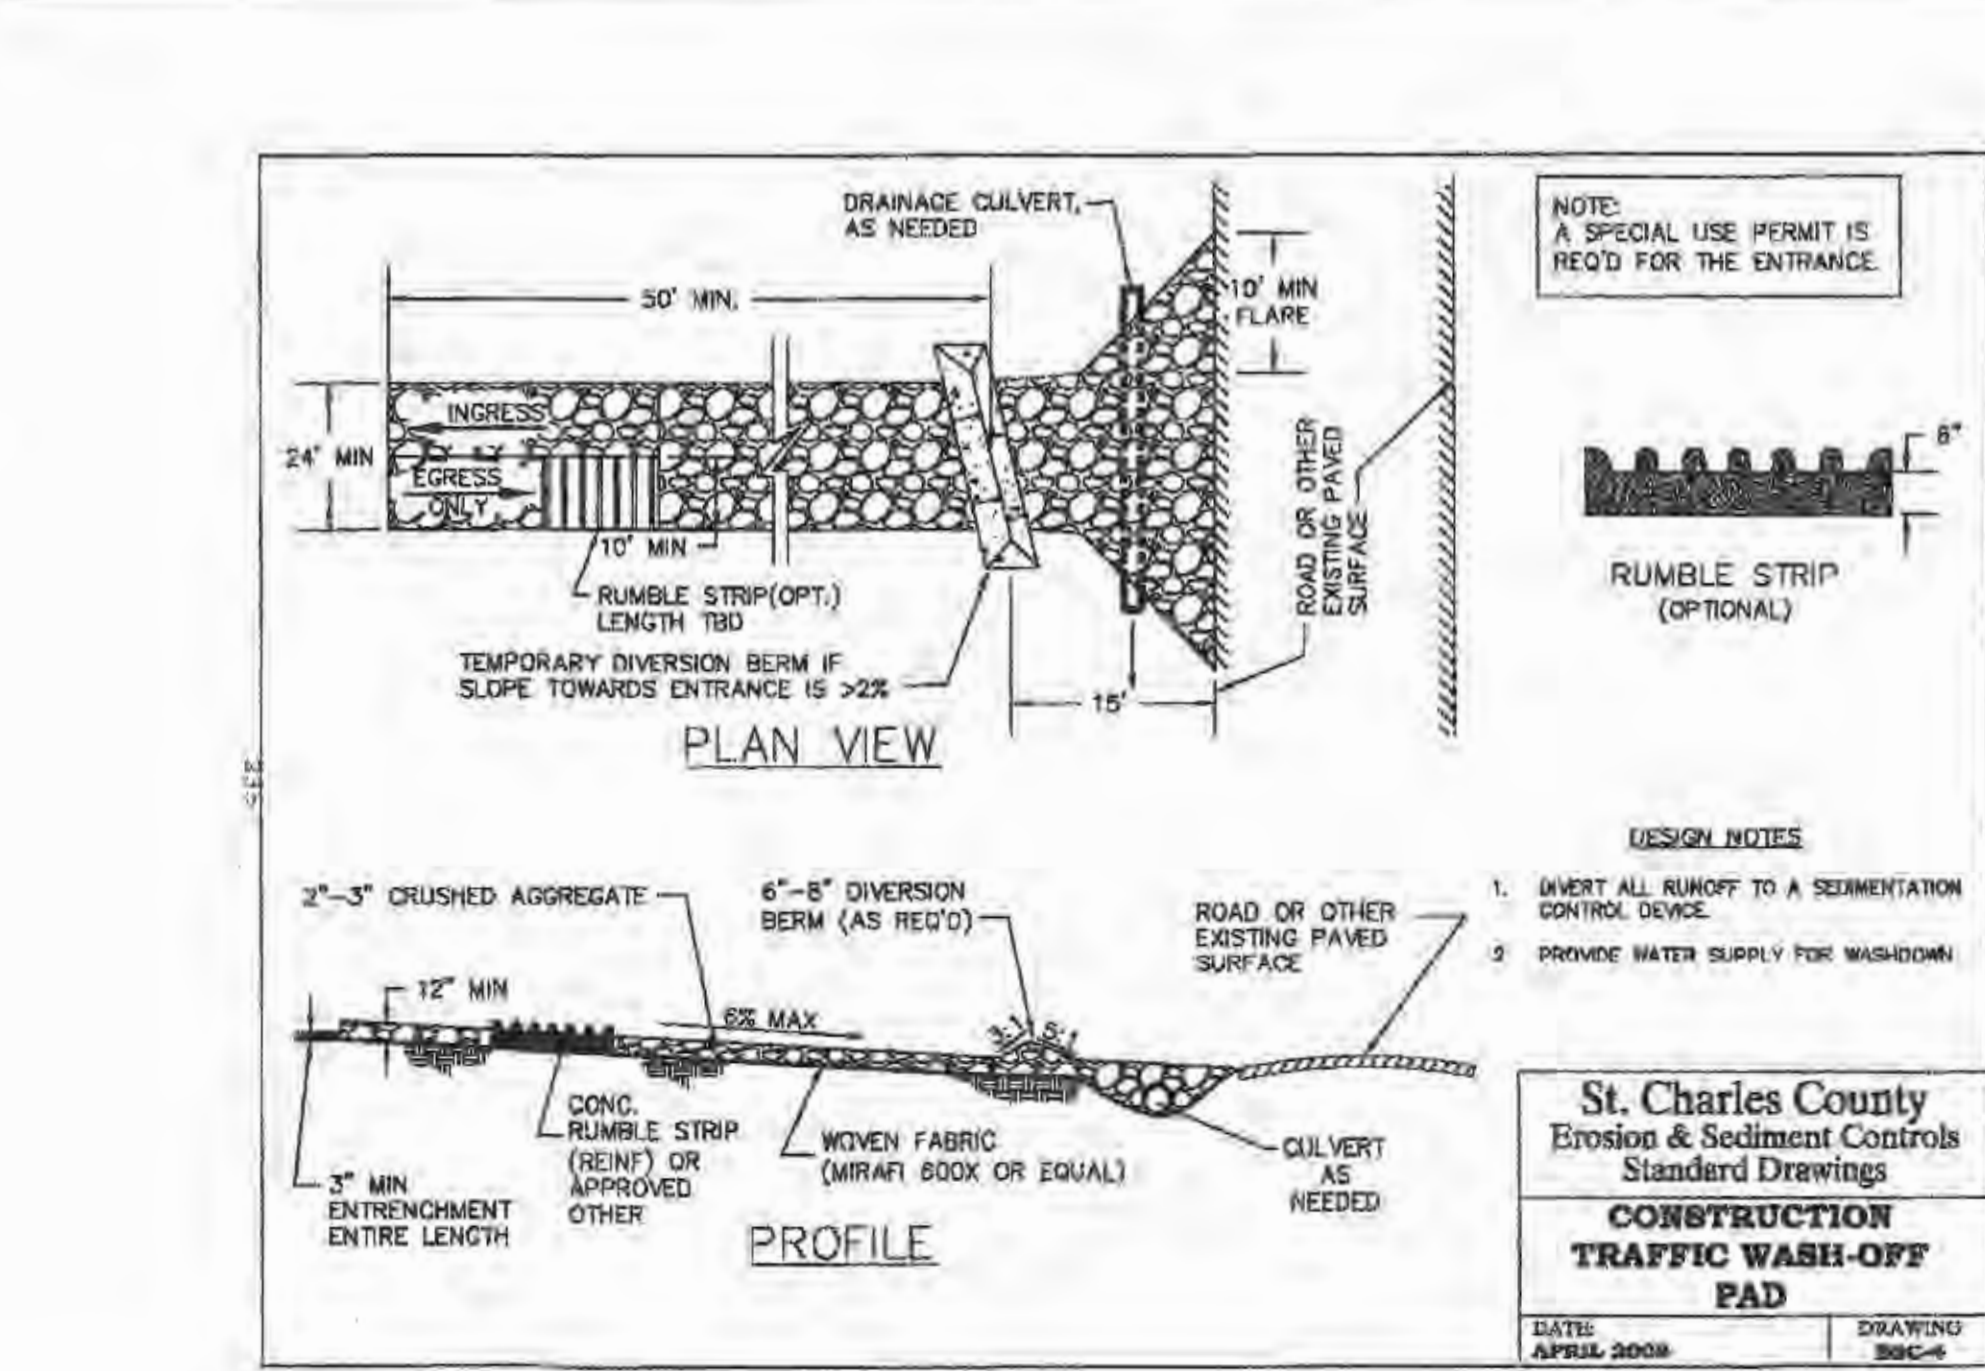 DRAINAGE CULVERT,
AS NEEDED
50' MIN.
10' MIN
FLARE
INGRESS
24' MIN
EGRESS
ONLY
10' MIN
RUMBLE STRIP(OPT.)
LENGTH TBD
TEMPORARY DIVERSION BERM IF
SLOPE TOWARDS ENTRANCE IS >2%
15'
ROAD OR OTHER
EXISTING PAVED
SURFACE
PLAN VIEW
NOTE:
A SPECIAL USE PERMIT IS
REQ'D FOR THE ENTRANCE.
RUMBLE STRIP
(OPTIONAL)
DESIGN NOTES
1. DIVERT ALL RUNOFF TO A SEDIMENTATION
CONTROL DEVICE.
2 PROVIDE WATER SUPPLY FOR WASHDOWN
2"-3" CRUSHED AGGREGATE
6"-8" DIVERSION
BERM (AS REQ'D)
ROAD OR OTHER
EXISTING PAVED
SURFACE
12" MIN
6% MAX
3:1
5:1
CONC.
RUMBLE STRIP
(REINF) OR
APPROVED
OTHER
WOVEN FABRIC
(MIRAFI 600X OR EQUAL)
CULVERT
AS
NEEDED
3" MIN
ENTRENCHMENT
ENTIRE LENGTH
PROFILE
St. Charles County
Erosion & Sediment Controls
Standard Drawings
CONSTRUCTION
TRAFFIC WASH-OFF
PAD
DATE:
APRIL
DRAWING